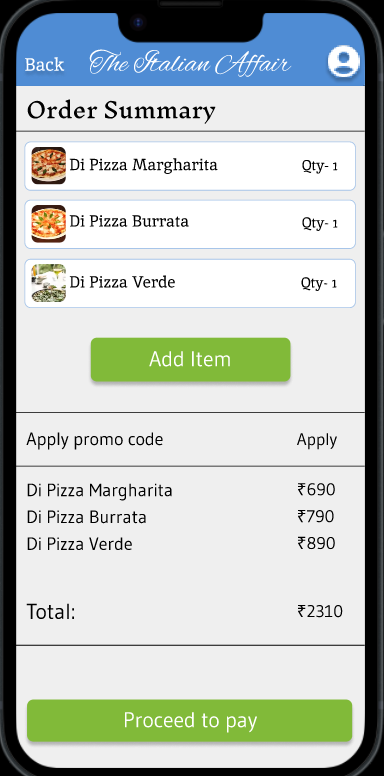 Back The Italian Affair
Order Summary
Di Pizza Margharita Qty- 1
Di Pizza Burrata Qty- 1
Di Pizza Verde Qty- 1
Add Item
Apply promo code Apply
Di Pizza Margharita ₹690
Di Pizza Burrata ₹790
Di Pizza Verde ₹890
Total: ₹2310
Proceed to pay